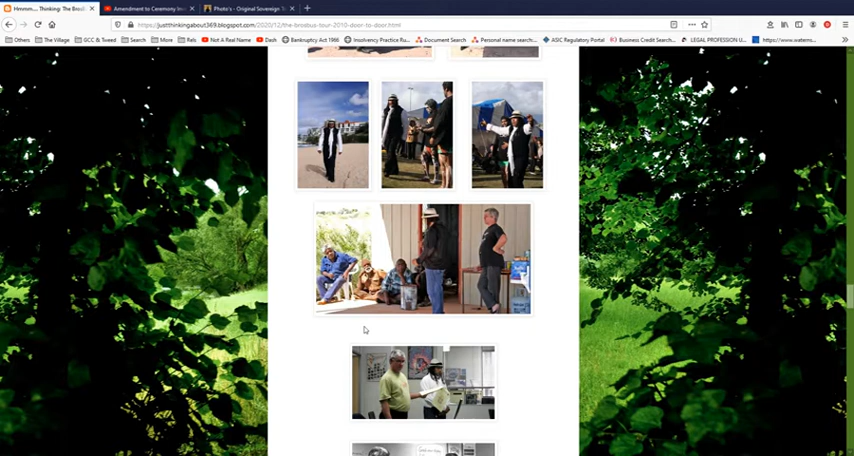 Hmmm.... Thinking: The Brosbus
Amendment to Ceremony Inv
Photo's - Original Sovereign T
https://justthinkingabout369.blogspot.com/2020/12/the-brosbus-tour-2010-door-to-door.html
Others The Village GCC & Tweed Search More Rels Not A Real Name Dash Bankruptcy Act 1966 Insolvency Practice Ru... Document Search Personal name search:... ASIC Regulatory Portal Business Credit Search... LEGAL PROFESSION U... https://www.waterns...